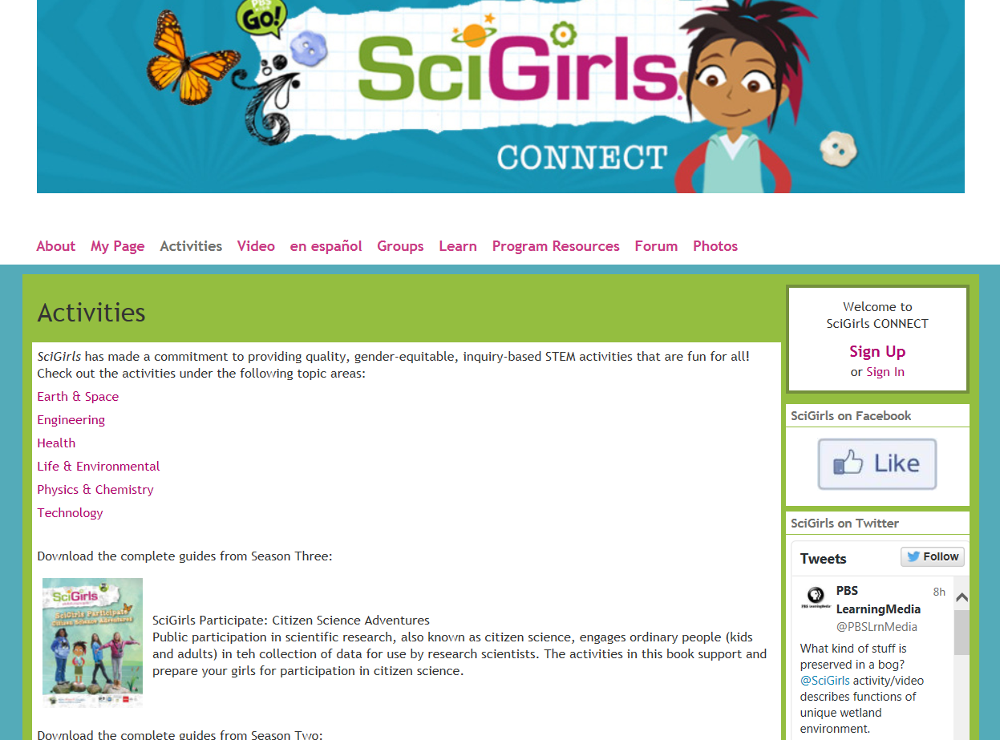 PBS
GO!
SciGirls
CONNECT
About My Page Activities Video en español Groups Learn Program Resources Forum Photos
Activities
SciGirls has made a commitment to providing quality, gender-equitable, inquiry-based STEM activities that are fun for all!
Check out the activities under the following topic areas:
Earth & Space
Engineering
Health
Life & Environmental
Physics & Chemistry
Technology
Download the complete guides from Season Three:
SciGirls
SciGirls Participate:
Citizen Science Adventures
SciGirls Participate: Citizen Science Adventures
Public participation in scientific research, also known as citizen science, engages ordinary people (kids
and adults) in teh collection of data for use by research scientists. The activities in this book support and
prepare your girls for participation in citizen science.
Download the complete guides from Season Two:
Welcome to
SciGirls CONNECT
Sign Up
or Sign In
SciGirls on Facebook
Like
SciGirls on Twitter
Tweets
Follow
PBS LearningMedia
PBS
8h
LearningMedia
@PBSLrnMedia
What kind of stuff is
preserved in a bog?
@SciGirls activity/video
describes functions of
unique wetland
environment.